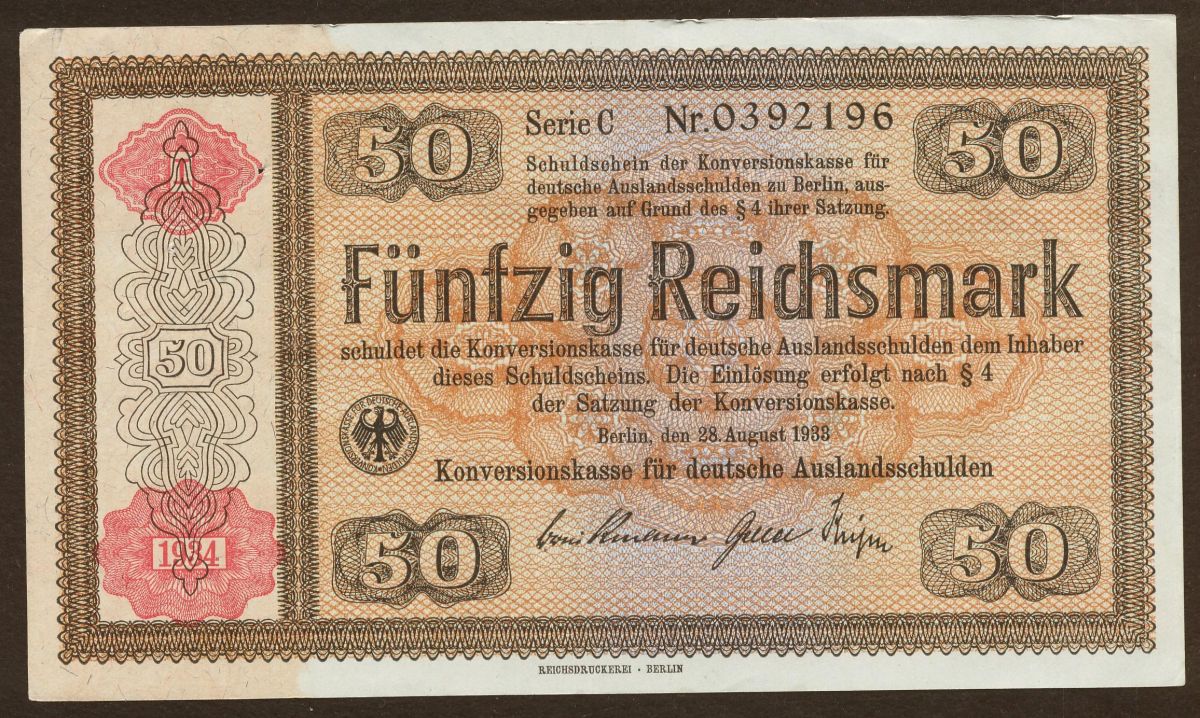 50
Serie C Nr.0392196
50
Schuldschein der Konversionskasse für
deutsche Auslandsschulden zu Berlin, aus-
gegeben auf Grund des § 4 ihrer Satzung.
Fünfzig Reichsmark
50
schuldet die Konversionskasse für deutsche Auslandsschulden dem Inhaber
dieses Schuldscheins. Die Einlösung erfolgt nach § 4
der Satzung der Konversionskasse.
Berlin, den 28. August 1933
Konversionskasse für deutsche Auslandsschulden
1934
50
50
REICHSDRUCKEREI · BERLIN